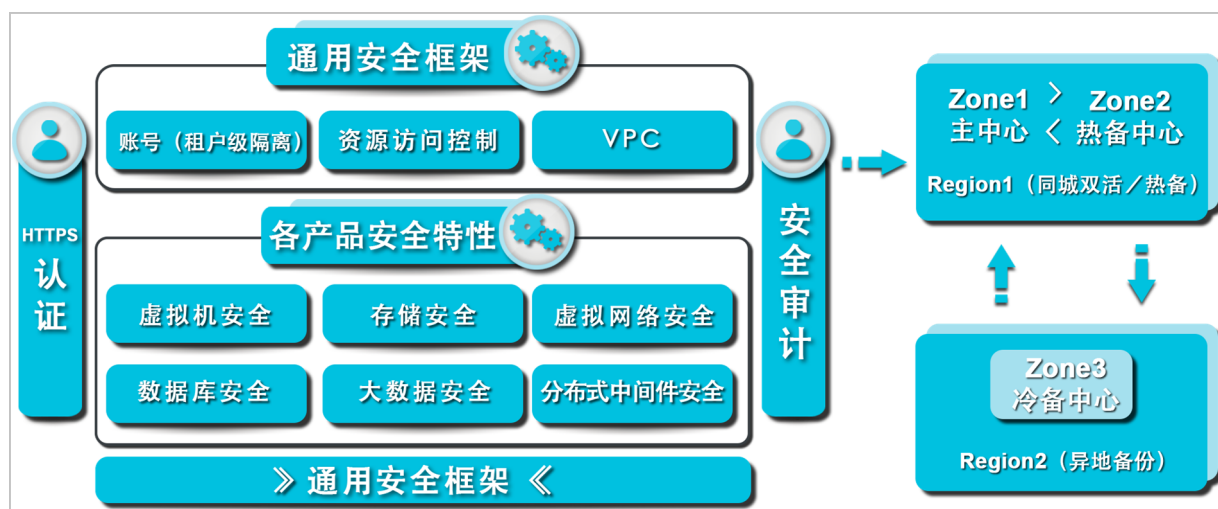 通用安全框架
账号（租户级隔离）
资源访问控制
VPC
HTTPS
认证
各产品安全特性
虚拟机安全
存储安全
虚拟网络安全
数据库安全
大数据安全
分布式中间件安全
》通用安全框架《
安全审计
Zone1 > Zone2
主中心 < 热备中心
Region1（同城双活／热备）
Zone3
冷备中心
Region2（异地备份）